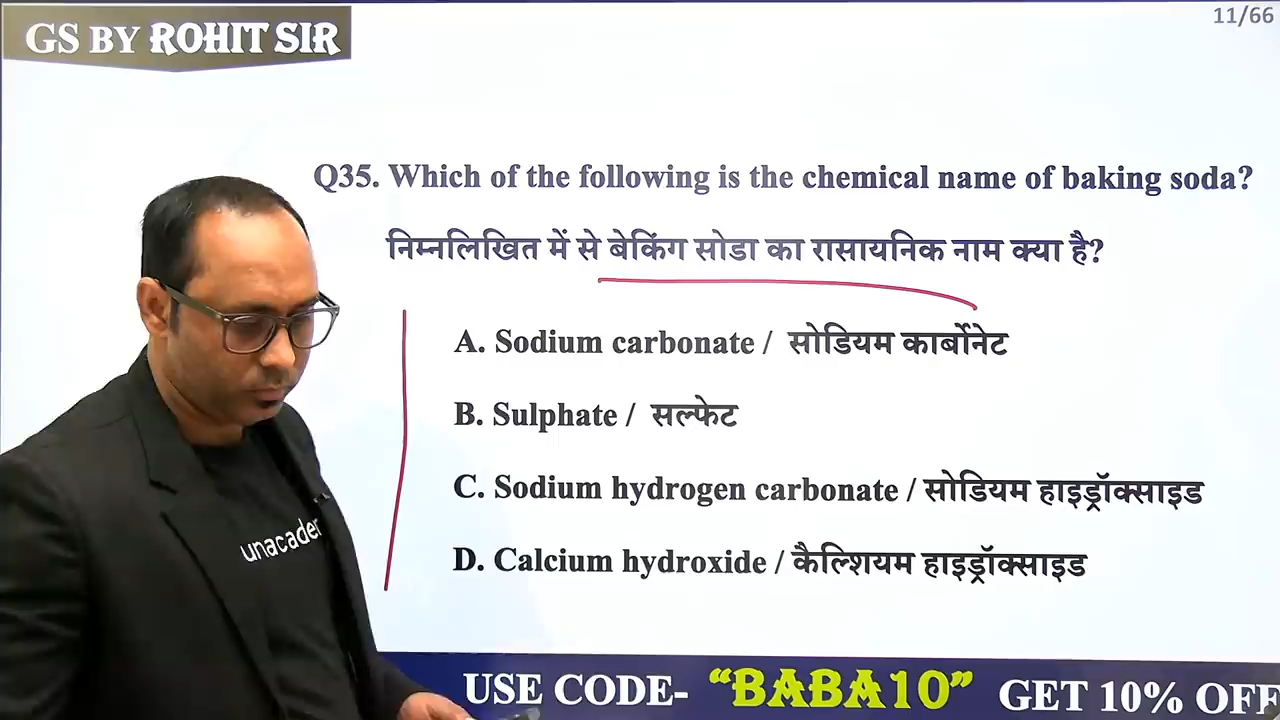 GS BY ROHIT SIR
11/66
Q35. Which of the following is the chemical name of baking soda?
निम्नलिखित में से बेकिंग सोडा का रासायनिक नाम क्या है?
A. Sodium carbonate / सोडियम कार्बोनेट
B. Sulphate / सल्फेट
C. Sodium hydrogen carbonate / सोडियम हाइड्रॉक्साइड
D. Calcium hydroxide / कैल्शियम हाइड्रॉक्साइड
unacadem
USE CODE- “BABA10” GET 10% OFF